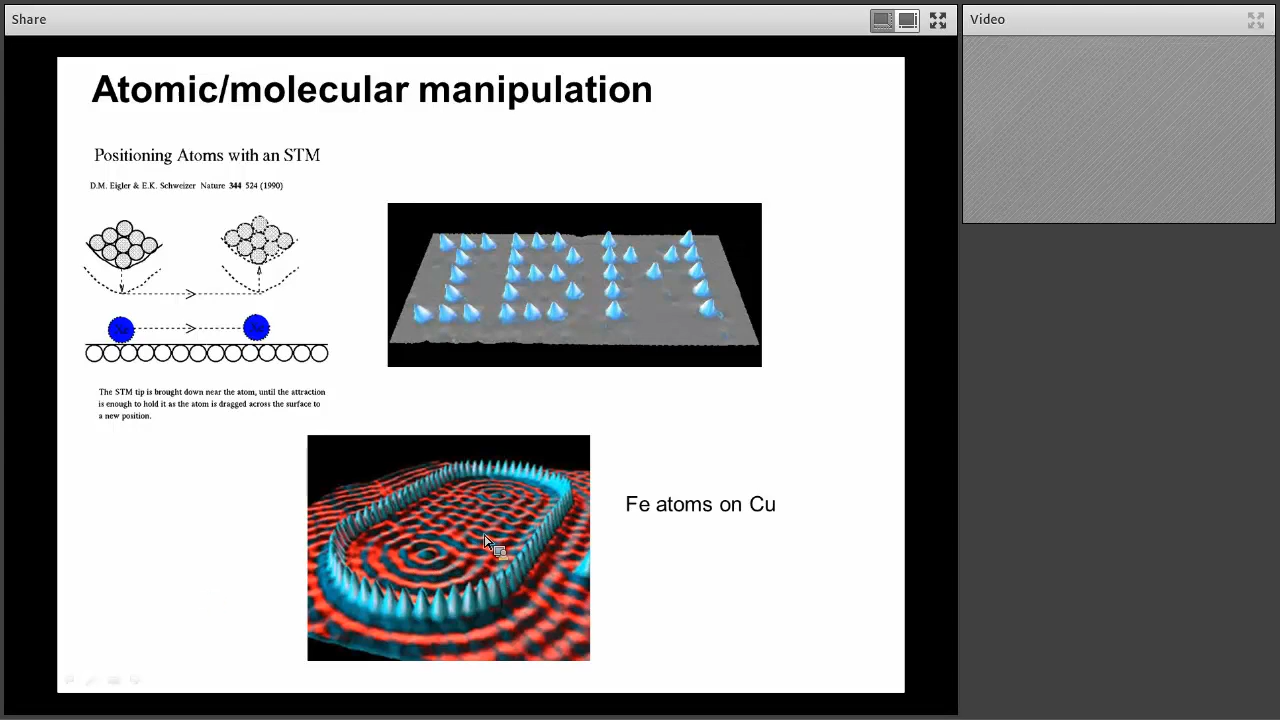 Share
Video
Atomic/molecular manipulation
Positioning Atoms with an STM
D.M. Eigler & E.K. Schweizer Nature 344 524 (1990)
IBM
The STM tip is brought down near the atom, until the attraction
is enough to hold it as the atom is dragged across the surface to
a new position.
Fe atoms on Cu